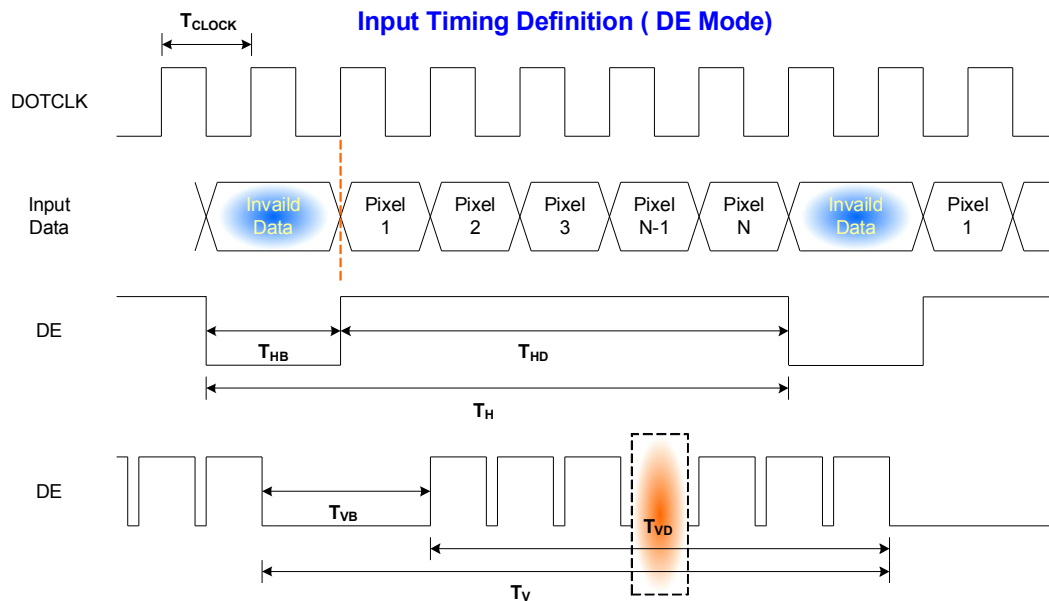 Input Timing Definition ( DE Mode)
TCLOCK
DOTCLK
Input
Data
Invaild
Data
Pixel
1
Pixel
2
Pixel
3
Pixel
N-1
Pixel
N
Invaild
Data
Pixel
1
DE
THB
THD
TH
DE
TVB
TVD
TV